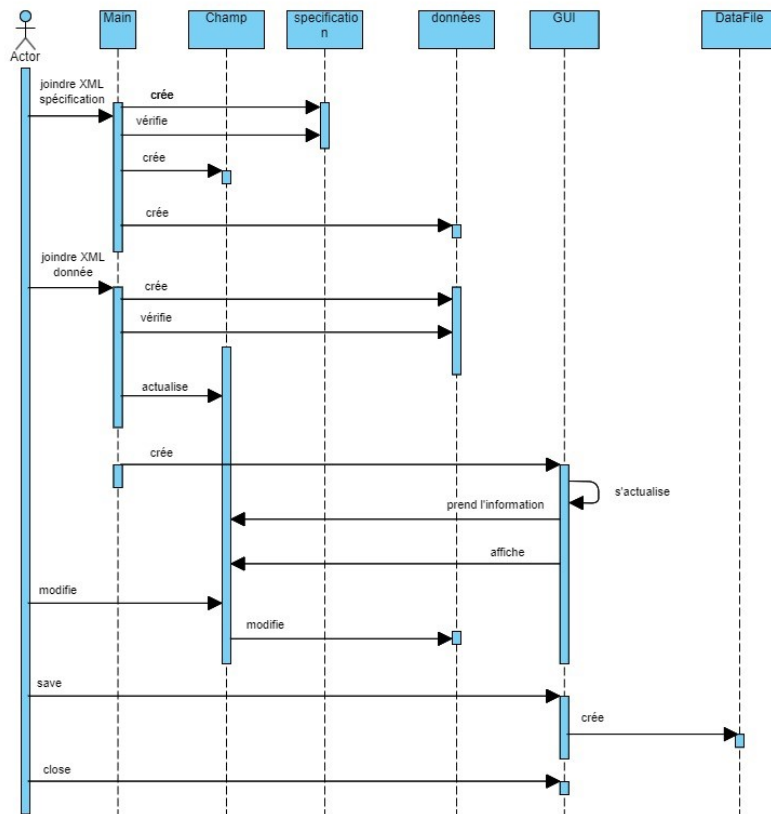 Main
Champ
specificatio
n
données
GUI
DataFile
Actor
joindre XML
spécification
crée
vérifie
crée
crée
joindre XML
donnée
crée
vérifie
actualise
crée
s'actualise
prend l'information
affiche
modifie
modifie
save
crée
close